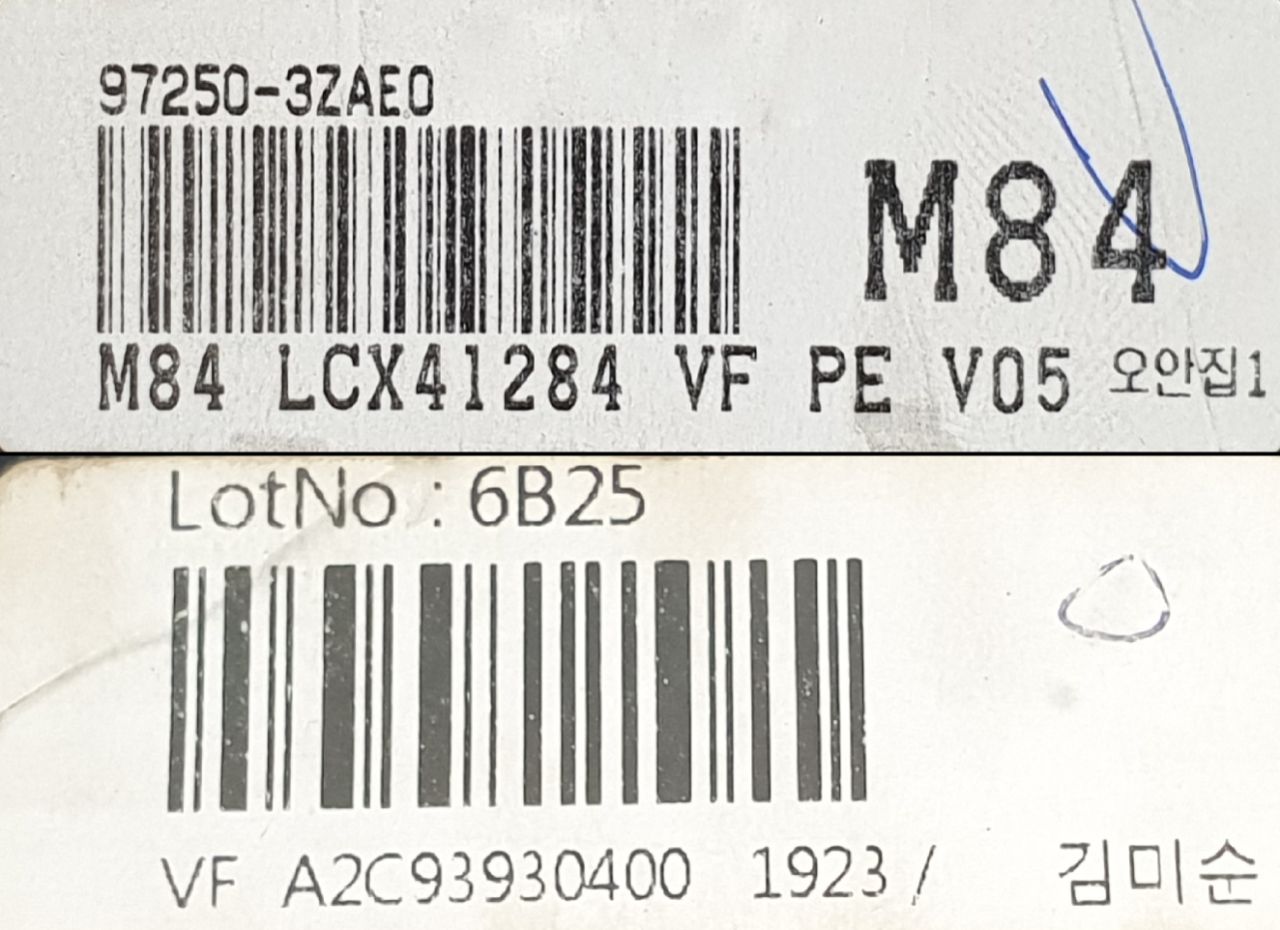 97250-3ZAE0
M84
M84 LCX41284 VF PE V05 오안집1
LotNo : 6B25
VF A2C93930400 1923 / 김미순